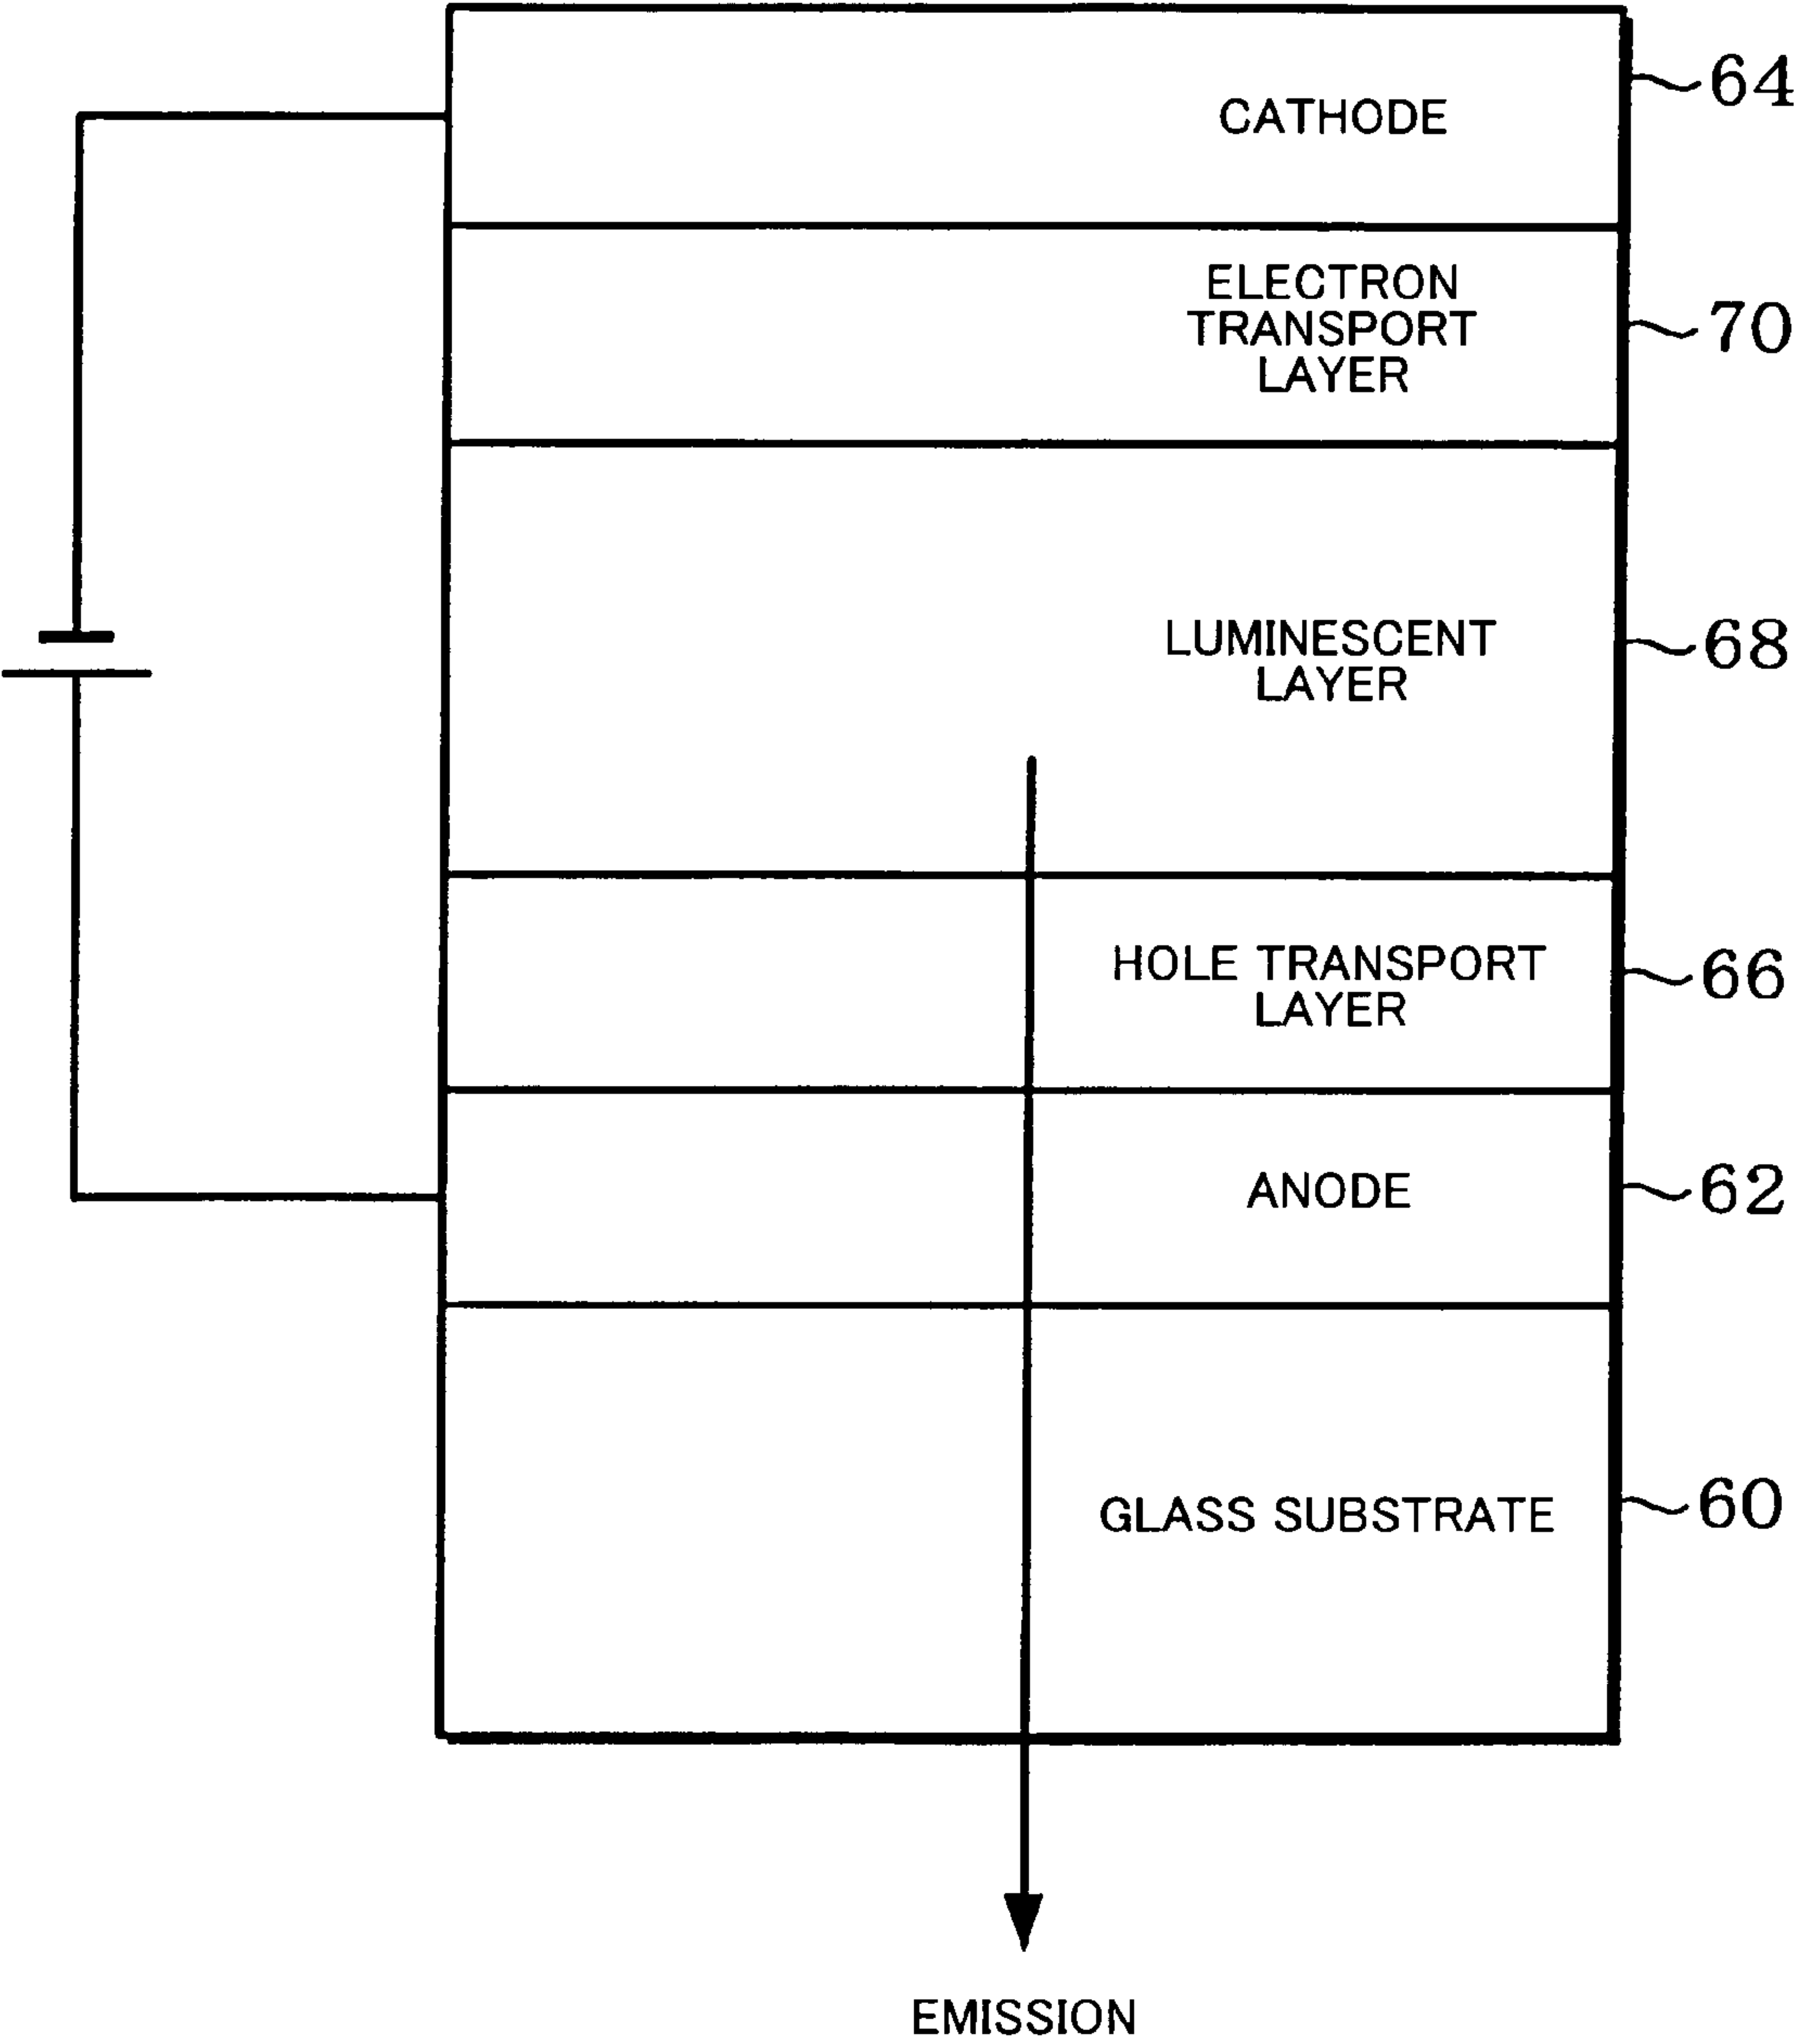 CATHODE
64
ELECTRON
TRANSPORT
LAYER
70
LUMINESCENT
LAYER
68
HOLE TRANSPORT
LAYER
66
ANODE
62
GLASS SUBSTRATE
60
EMISSION